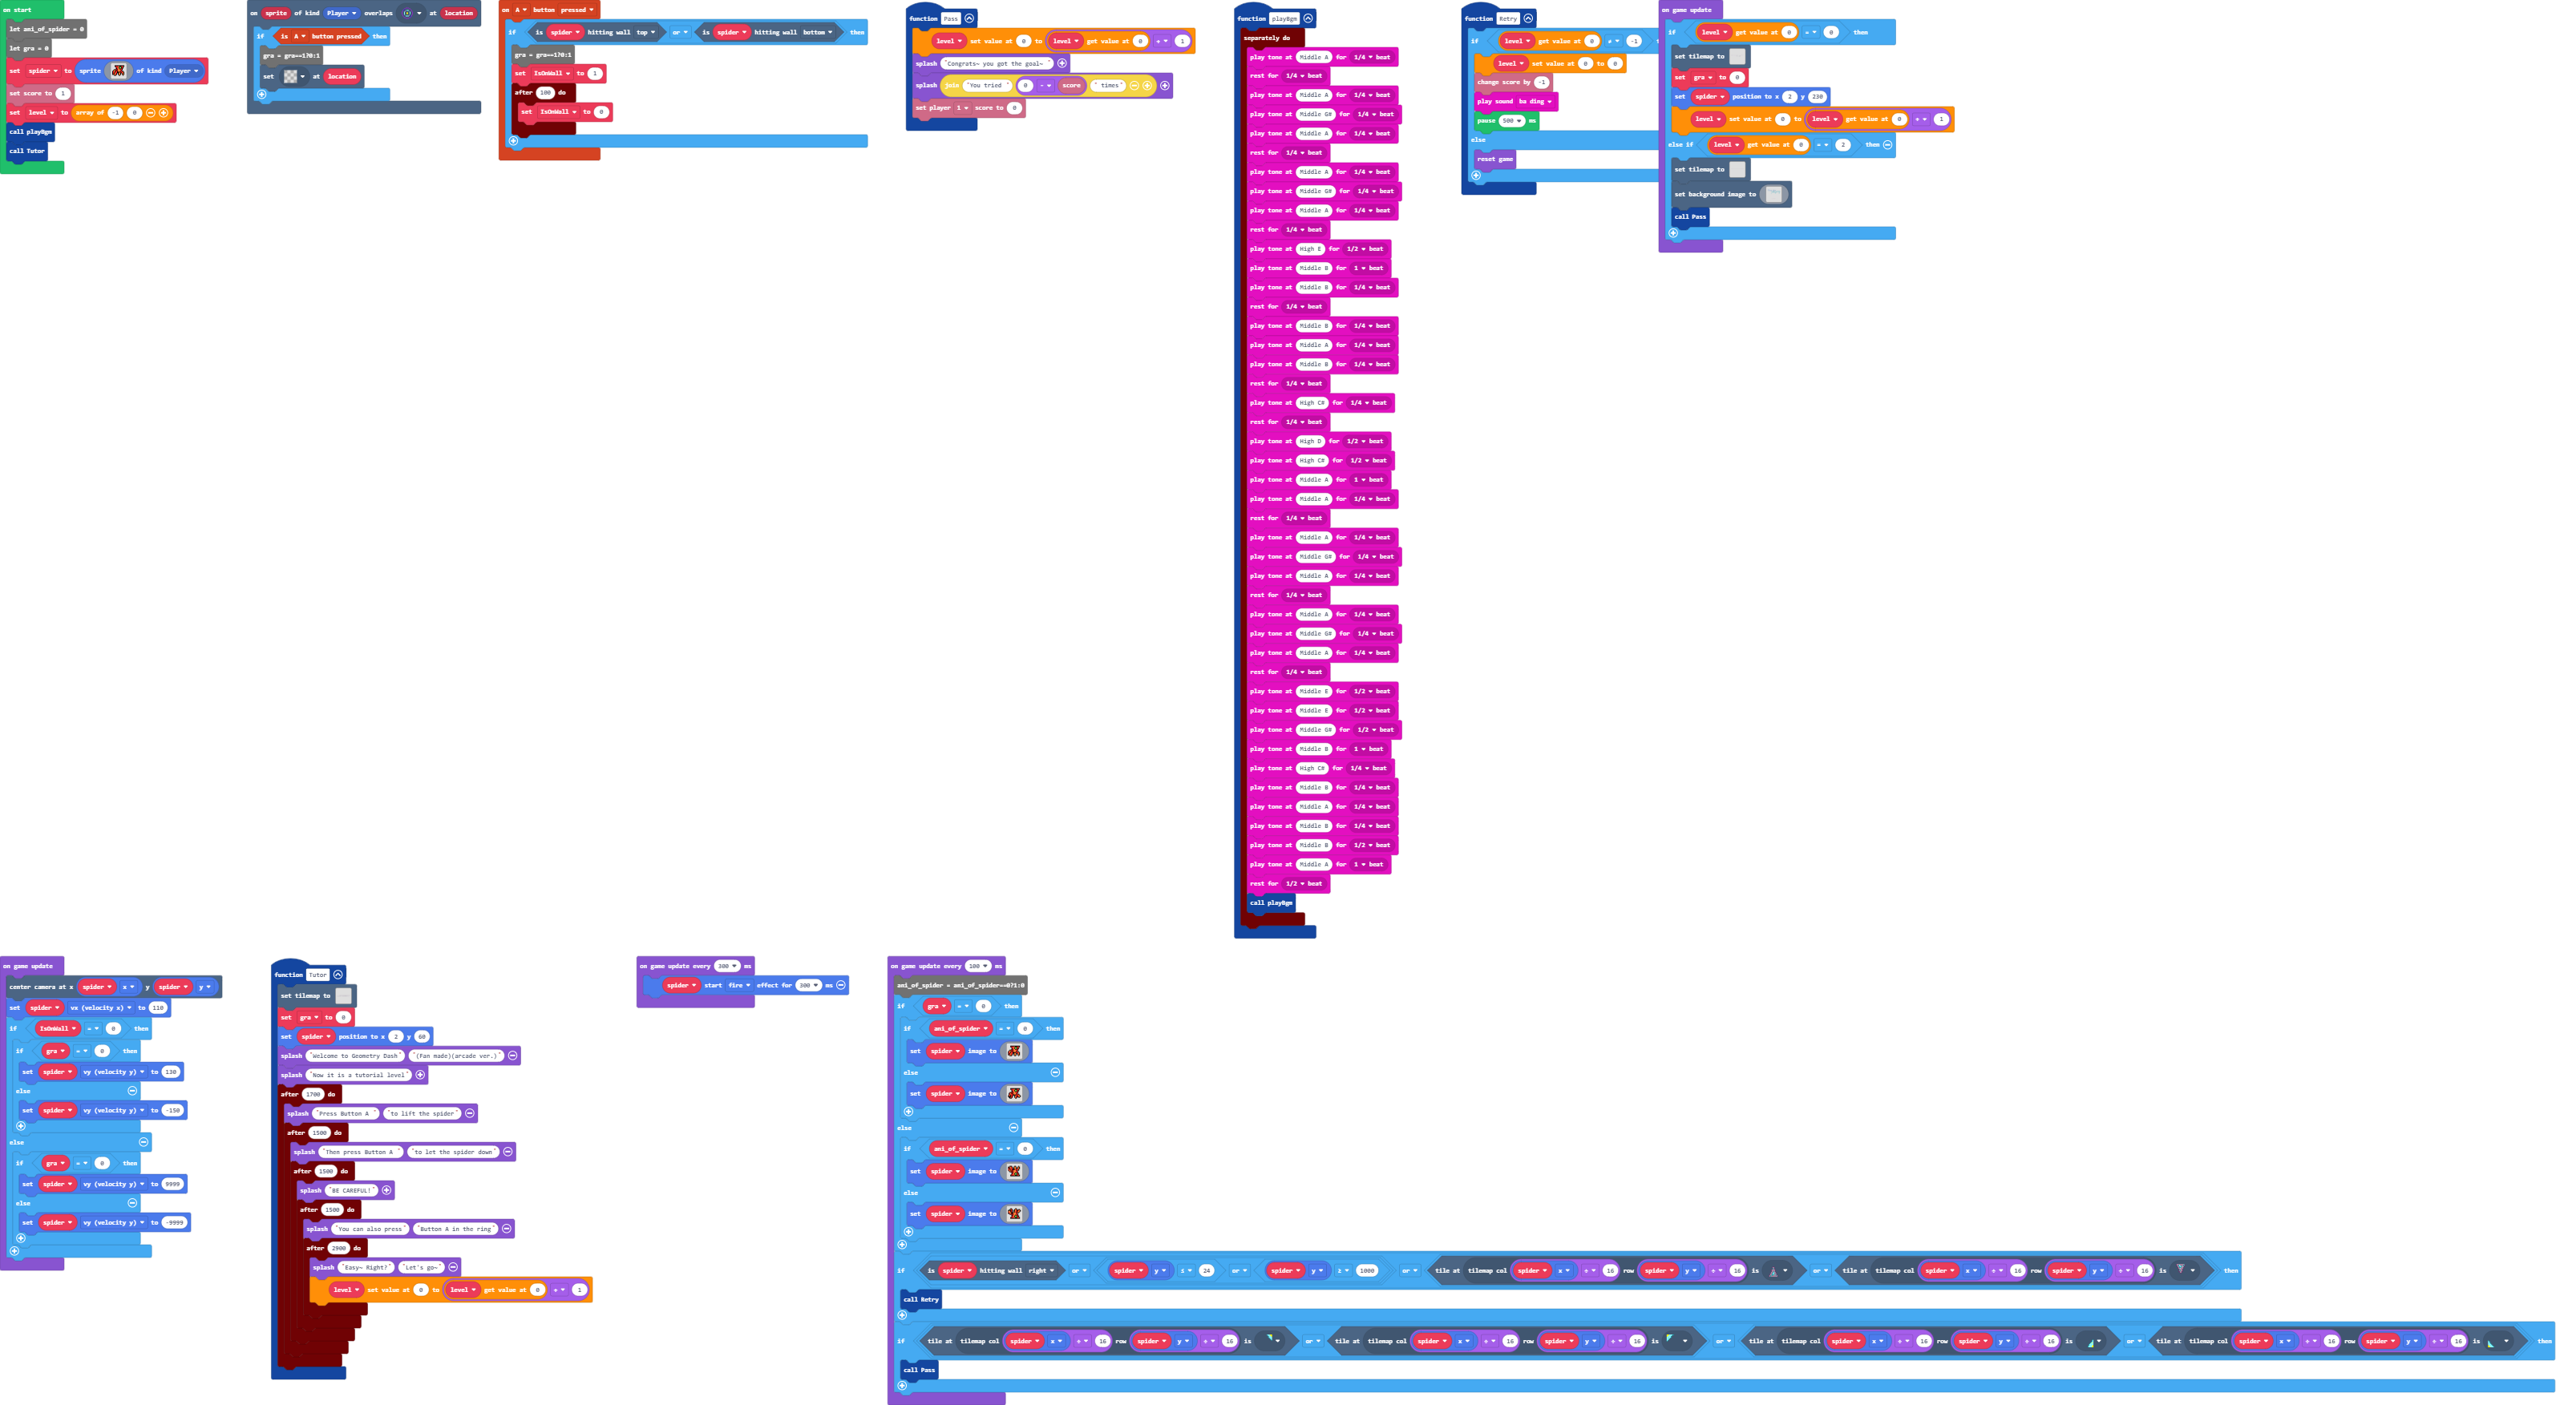 on start
let ani_of_spider = 0
let gra = 0
set spider to sprite of kind Player
set score to 1
set level to array of -1 0
call playBgm
call Tutor
on sprite of kind Player overlaps at location
if is A button pressed then
gra = gra==1?0:1
set at location
on A button pressed
if is spider hitting wall top or is spider hitting wall bottom then
gra = gra==1?0:1
set IsOnWall to 1
after 100 do
set IsOnWall to 0
function Pass
level set value at 0 to level get value at 0 + 1
splash "Congrats~ you got the goal~ "
splash join "You tried " 0 - score " times"
set player 1 score to 0
function playBgm
separately do
play tone at Middle A for 1/4 beat
rest for 1/4 beat
play tone at Middle A for 1/4 beat
play tone at Middle G# for 1/4 beat
play tone at Middle A for 1/4 beat
rest for 1/4 beat
play tone at Middle A for 1/4 beat
play tone at Middle G# for 1/4 beat
play tone at Middle A for 1/4 beat
rest for 1/4 beat
play tone at High E for 1/2 beat
play tone at Middle B for 1 beat
play tone at Middle B for 1/4 beat
rest for 1/4 beat
play tone at Middle B for 1/4 beat
play tone at Middle A for 1/4 beat
play tone at Middle B for 1/4 beat
rest for 1/4 beat
play tone at High C# for 1/4 beat
rest for 1/4 beat
play tone at High D for 1/2 beat
play tone at High C# for 1/2 beat
play tone at Middle A for 1 beat
play tone at Middle A for 1/4 beat
rest for 1/4 beat
play tone at Middle A for 1/4 beat
play tone at Middle G# for 1/4 beat
play tone at Middle A for 1/4 beat
rest for 1/4 beat
play tone at Middle A for 1/4 beat
play tone at Middle G# for 1/4 beat
play tone at Middle A for 1/4 beat
rest for 1/4 beat
play tone at Middle E for 1/2 beat
play tone at Middle E for 1/2 beat
play tone at Middle G# for 1/2 beat
play tone at Middle B for 1 beat
play tone at High C# for 1/4 beat
play tone at Middle B for 1/4 beat
play tone at Middle A for 1/4 beat
play tone at Middle B for 1/4 beat
play tone at Middle B for 1/2 beat
play tone at Middle A for 1 beat
rest for 1/2 beat
call playBgm
function Retry
if level get value at 0 ≠ -1
level set value at 0 to 0
change score by -1
play sound ba ding
pause 500 ms
else
reset game
on game update
if level get value at 0 = 0 then
set tilemap to
set gra to 0
set spider position to x 2 y 230
level set value at 0 to level get value at 0 + 1
else if level get value at 0 = 2 then
set tilemap to
set background image to
call Pass
on game update
center camera at x spider x y spider y
set spider vx (velocity x) to 110
if IsOnWall = 0 then
if gra = 0 then
set spider vy (velocity y) to 130
else
set spider vy (velocity y) to -150
else
if gra = 0 then
set spider vy (velocity y) to 9999
else
set spider vy (velocity y) to -9999
function Tutor
set tilemap to
set gra to 0
set spider position to x 2 y 60
splash "Welcome to Geometry Dash" "(Fan made)(arcade ver.)"
splash "Now it is a tutorial level"
after 1700 do
splash "Press Button A " "to lift the spider"
after 1500 do
splash "Then press Button A " "to let the spider down"
after 1500 do
splash "BE CAREFUL!"
after 1500 do
splash "You can also press" "Button A in the ring"
after 2900 do
splash "Easy~ Right?" "Let's go~"
level set value at 0 to level get value at 0 + 1
on game update every 300 ms
spider start fire effect for 300 ms
on game update every 100 ms
ani_of_spider = ani_of_spider==0?1:0
if gra = 0 then
if ani_of_spider = 0 then
set spider image to
else
set spider image to
else
if ani_of_spider = 0 then
set spider image to
else
set spider image to
if is spider hitting wall right or spider y ≤ 24 or spider y ≥ 1000 or tile at tilemap col spider x ÷ 16 row spider y ÷ 16 is or tile at tilemap col spider x ÷ 16 row spider y ÷ 16 is then
call Retry
if tile at tilemap col spider x ÷ 16 row spider y ÷ 16 is or tile at tilemap col spider x ÷ 16 row spider y ÷ 16 is or tile at tilemap col spider x ÷ 16 row spider y ÷ 16 is or tile at tilemap col spider x ÷ 16 row spider y ÷ 16 is then
call Pass